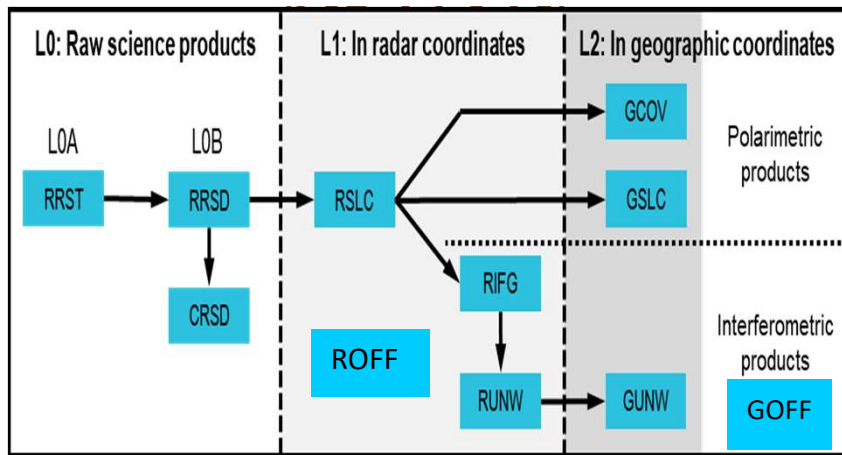 L0: Raw science products
L1: In radar coordinates
L2: In geographic coordinates
L0A
L0B
RRST
RRSD
CRSD
RSLC
GCOV
GSLC
Polarimetric
products
RIFG
ROFF
RUNW
GUNW
Interferometric
products
GOFF